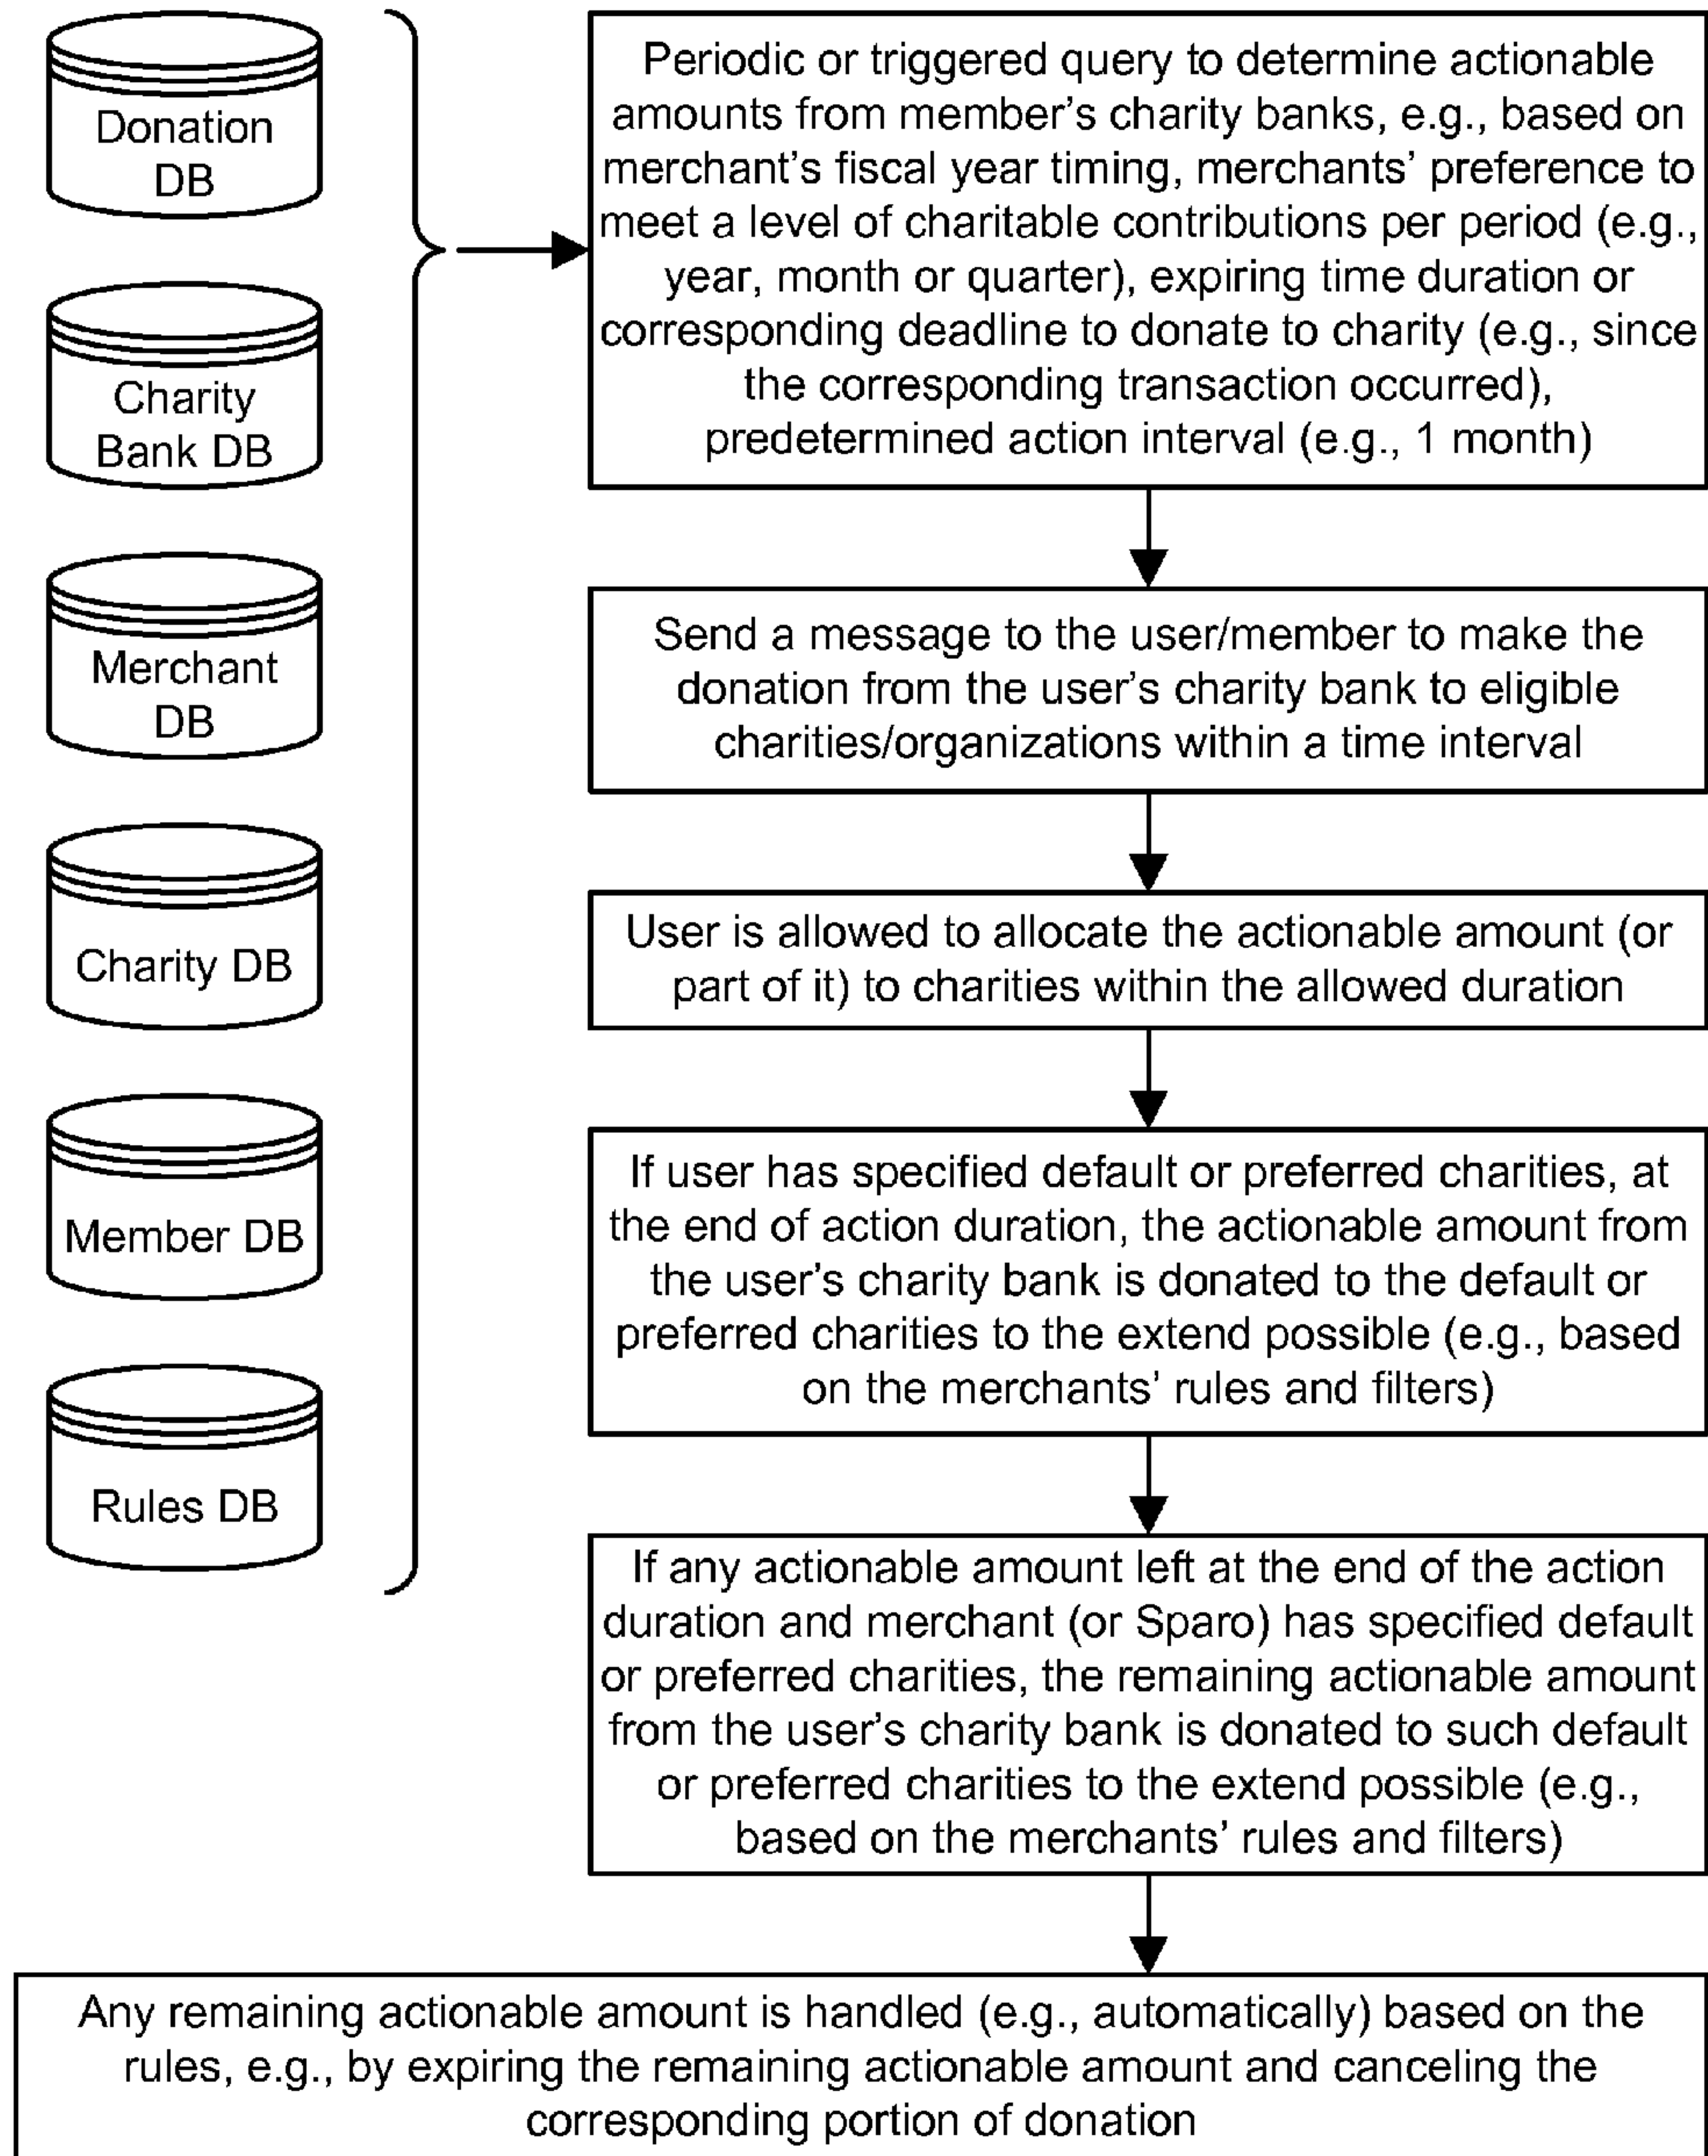 Donation
DB
Charity
Bank DB
Merchant
DB
Charity DB
Member DB
Rules DB
Periodic or triggered query to determine actionable
amounts from member’s charity banks, e.g., based on
merchant’s fiscal year timing, merchants’ preference to
meet a level of charitable contributions per period (e.g.,
year, month or quarter), expiring time duration or
corresponding deadline to donate to charity (e.g., since
the corresponding transaction occurred),
predetermined action interval (e.g., 1 month)
Send a message to the user/member to make the
donation from the user’s charity bank to eligible
charities/organizations within a time interval
User is allowed to allocate the actionable amount (or
part of it) to charities within the allowed duration
If user has specified default or preferred charities, at
the end of action duration, the actionable amount from
the user’s charity bank is donated to the default or
preferred charities to the extend possible (e.g., based
on the merchants’ rules and filters)
If any actionable amount left at the end of the action
duration and merchant (or Sparo) has specified default
or preferred charities, the remaining actionable amount
from the user’s charity bank is donated to such default
or preferred charities to the extend possible (e.g.,
based on the merchants’ rules and filters)
Any remaining actionable amount is handled (e.g., automatically) based on the
rules, e.g., by expiring the remaining actionable amount and canceling the
corresponding portion of donation